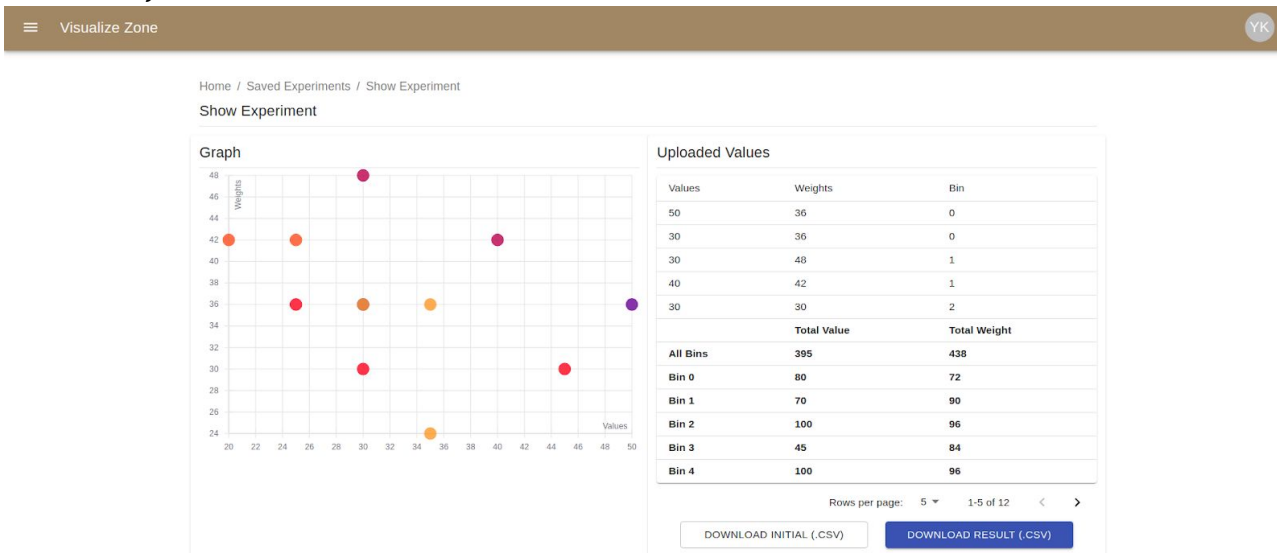 Visualize Zone
YK
Home / Saved Experiments / Show Experiment
Show Experiment
Graph
48
46
44
42
40
38
36
34
32
30
28
26
24
Weights
Values
20 22 24 26 28 30 32 34 36 38 40 42 44 46 48 50
Uploaded Values
Values Weights Bin
50 36 0
30 36 0
30 48 1
40 42 1
30 30 2
Total Value Total Weight
All Bins 395 438
Bin 0 80 72
Bin 1 70 90
Bin 2 100 96
Bin 3 45 84
Bin 4 100 96
Rows per page: 5 1-5 of 12
DOWNLOAD INITIAL (.CSV) DOWNLOAD RESULT (.CSV)